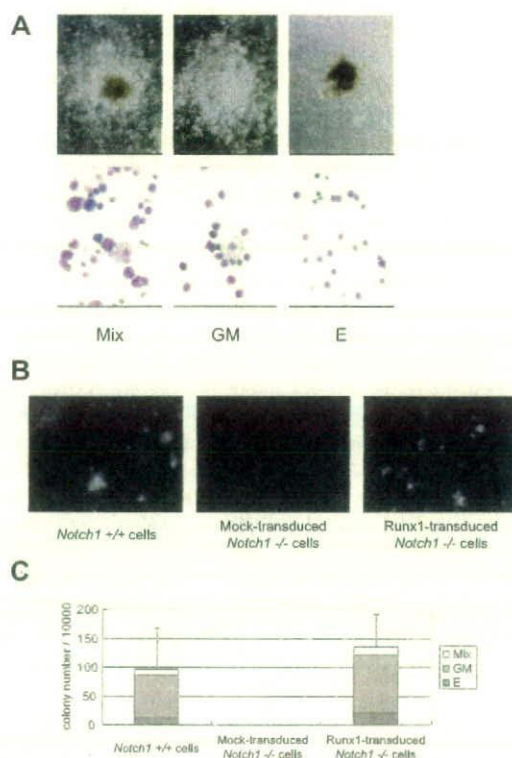 A
Mix GM E
B
Notch1 +/+ cells
Mock-transduced
Notch1 -/- cells
Runx1-transduced
Notch1 -/- cells
C
colony number / 10000
200
150
100
50
0
Mix
GM
E
Notch1 +/+ cells
Mock-transduced
Notch1 -/- cells
Runx1-transduced
Notch1 -/- cells